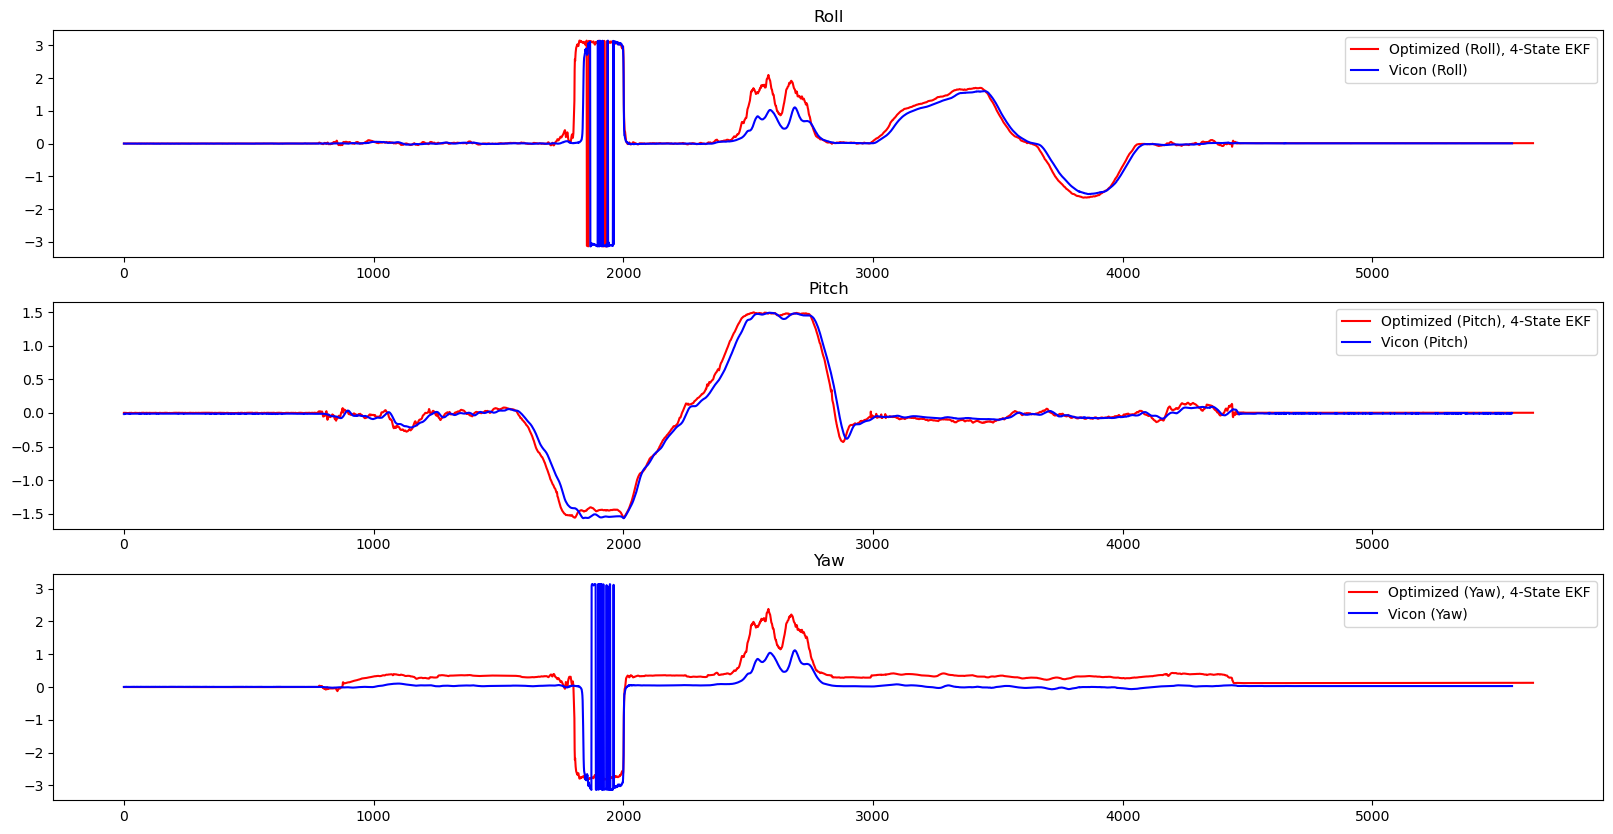 Roll
3
2
1
0
−1
−2
−3
Optimized (Roll), 4-State EKF
Vicon (Roll)
0 1000 2000 3000 4000 5000
Pitch
1.5
1.0
0.5
0.0
−0.5
−1.0
−1.5
Optimized (Pitch), 4-State EKF
Vicon (Pitch)
0 1000 2000 3000 4000 5000
Yaw
3
2
1
0
−1
−2
−3
Optimized (Yaw), 4-State EKF
Vicon (Yaw)
0 1000 2000 3000 4000 5000